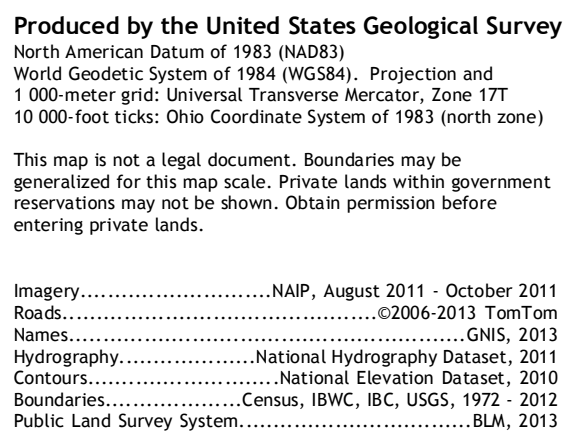 Produced by the United States Geological Survey
North American Datum of 1983 (NAD83)
World Geodetic System of 1984 (WGS84).  Projection and
1 000-meter grid: Universal Transverse Mercator, Zone 17T
10 000-foot ticks: Ohio Coordinate System of 1983 (north zone)
This map is not a legal document. Boundaries may be
generalized for this map scale. Private lands within government
reservations may not be shown. Obtain permission before
entering private lands.
Imagery............................NAIP, August 2011 - October 2011
Roads..............................................©2006-2013 TomTom
Names..........................................................GNIS, 2013
Hydrography....................National Hydrography Dataset, 2011
Contours............................National Elevation Dataset, 2010
Boundaries....................Census, IBWC, IBC, USGS, 1972 - 2012
Public Land Survey System..................................BLM, 2013